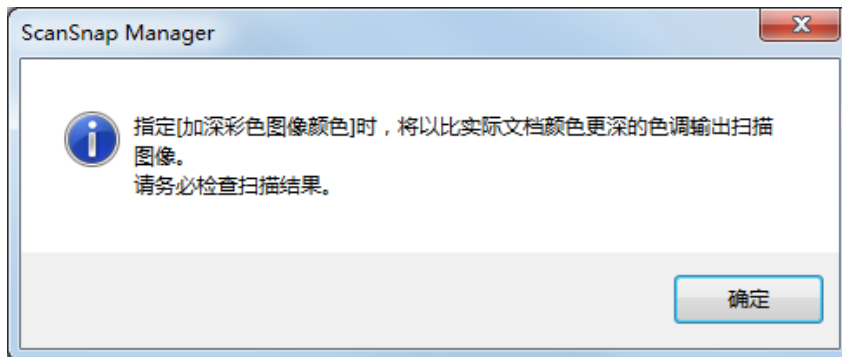 ScanSnap Manager
指定[加深彩色图像颜色]时，将以比实际文档颜色更深的色调输出扫描
图像。
请务必检查扫描结果。
确定